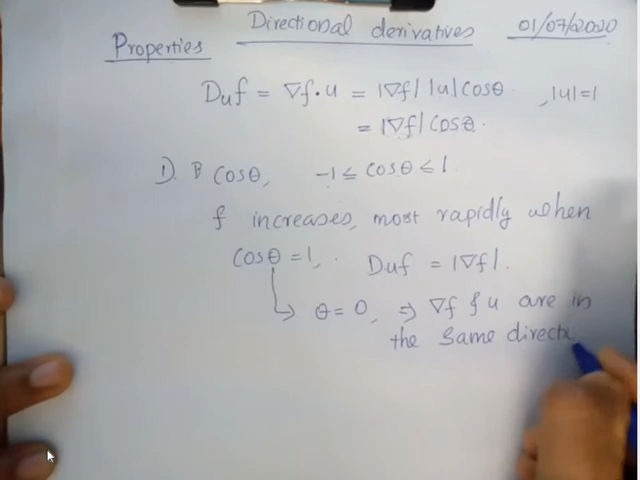 Directional derivatives 01/07/2020
Properties
Duf = ∇f·u = |∇f| |u| cosθ , |u|=1
= |∇f| cosθ.
1). cosθ, -1 ≤ cosθ ≤ 1
f increases, most rapidly when
cosθ = 1, . Duf = |∇f|.
↳ θ = 0, ⇒ ∇f & u are in
the same directi